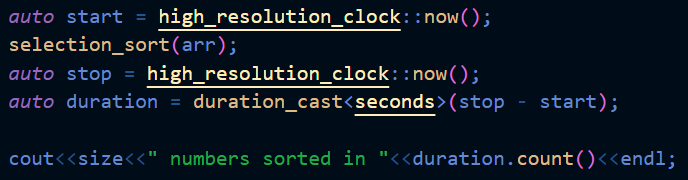 auto start = high_resolution_clock::now();
selection_sort(arr);
auto stop = high_resolution_clock::now();
auto duration = duration_cast<seconds>(stop - start);
cout<<size<<" numbers sorted in "<<duration.count()<<endl;